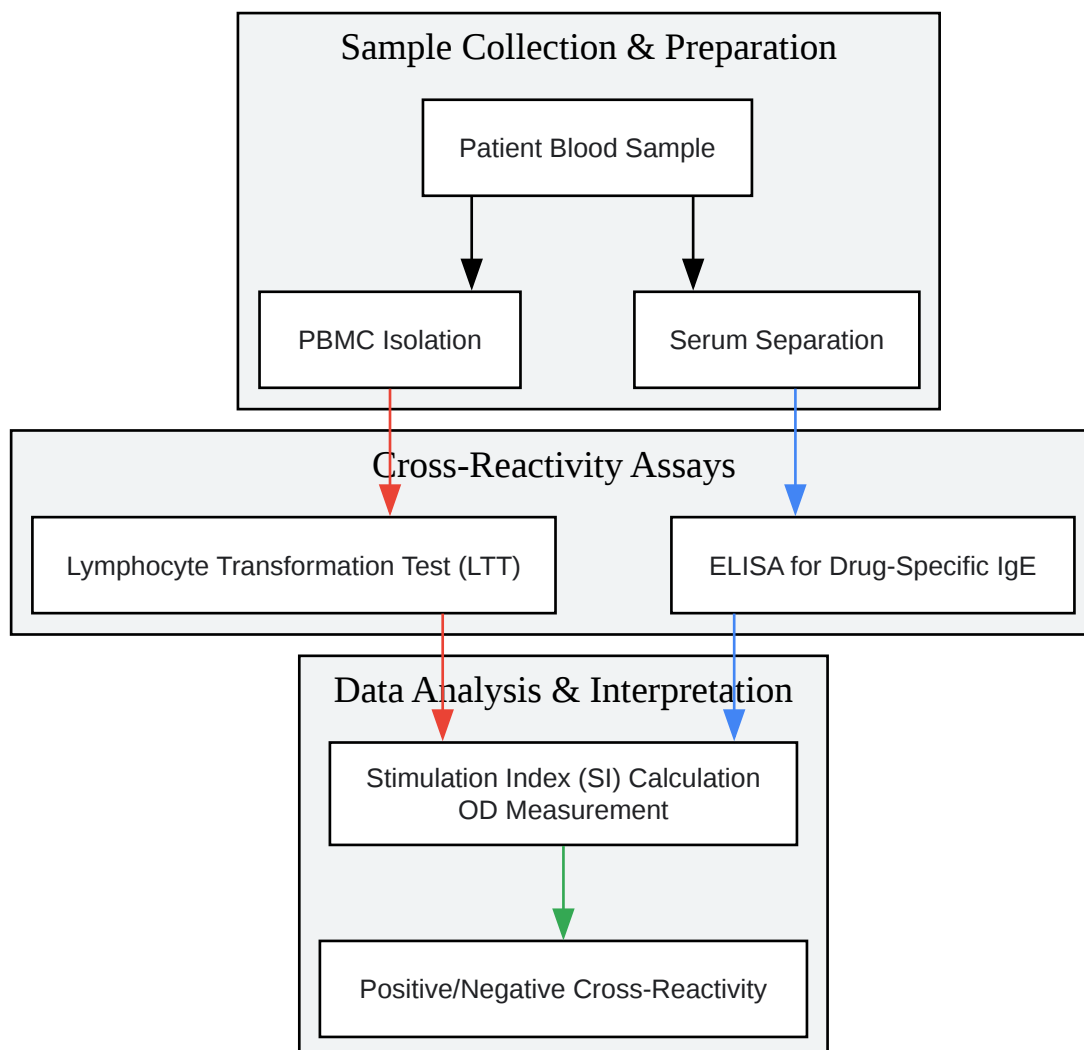 Sample Collection & Preparation
Patient Blood Sample
PBMC Isolation
Serum Separation
Cross-Reactivity Assays
Lymphocyte Transformation Test (LTT)
ELISA for Drug-Specific IgE
Data Analysis & Interpretation
Stimulation Index (SI) Calculation
OD Measurement
Positive/Negative Cross-Reactivity